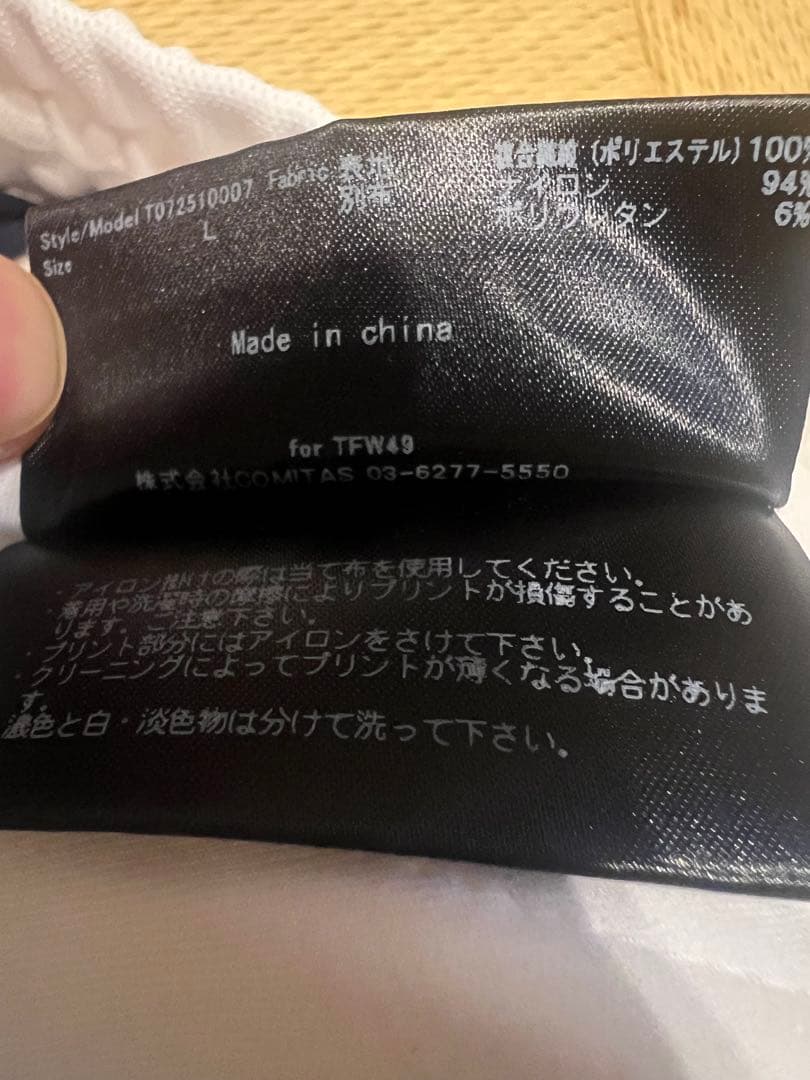 Style/Model T072510007 Fabric 表地 複合繊維 (ポリエステル) 100%
Size L 別布 ナイロン 94%
ポリウレタン 6%
Made in china
for TFW49
株式会社COMITAS 03-6277-5550
・アイロン掛けの際は当て布を使用してください。
・着用や洗濯時の摩擦によりプリントが損傷することがあ
ります。ご注意下さい。
・プリント部分にはアイロンをさけて下さい。
・クリーニングによってプリントが薄くなる場合がありま
す。
濃色と白・淡色物は分けて洗って下さい。